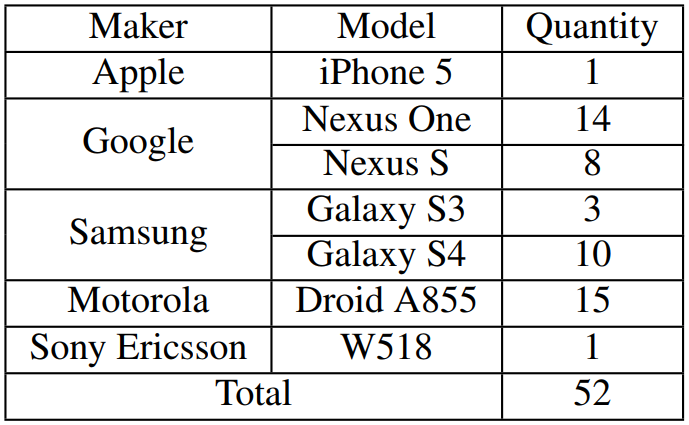 Maker Model Quantity
Apple iPhone 5 1
Google Nexus One 14
Nexus S 8
Samsung Galaxy S3 3
Galaxy S4 10
Motorola Droid A855 15
Sony Ericsson W518 1
Total 52